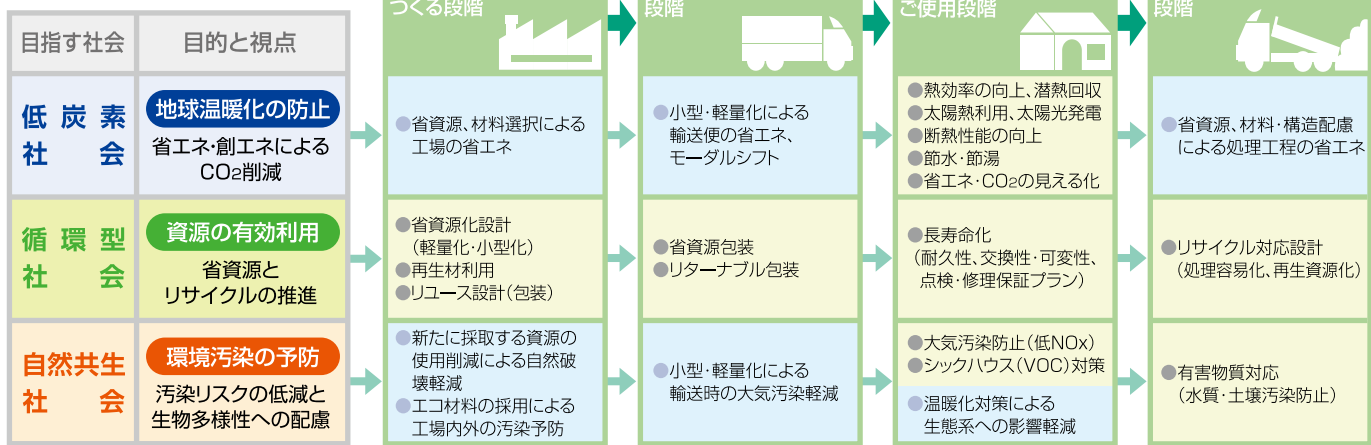 つくる段階
段階
ご使用段階
段階
目指す社会
目的と視点
低炭素
社会
地球温暖化の防止
省エネ・創エネによる
CO2削減
●省資源、材料選択による
工場の省エネ
●小型・軽量化による
輸送便の省エネ、
モーダルシフト
●熱効率の向上、潜熱回収
●太陽熱利用、太陽光発電
●断熱性能の向上
●節水・節湯
●省エネ・CO2の見える化
●省資源、材料・構造配慮
による処理工程の省エネ
循環型
社会
資源の有効利用
省資源と
リサイクルの推進
●省資源化設計
（軽量化・小型化）
●再生材利用
●リユース設計（包装）
●省資源包装
●リターナブル包装
●長寿命化
（耐久性、交換性・可変性、
点検・修理保証プラン）
●リサイクル対応設計
（処理容易化、再生資源化）
自然共生
社会
環境汚染の予防
汚染リスクの低減と
生物多様性への配慮
●新たに採取する資源の
使用削減による自然破
壊軽減
●エコ材料の採用による
工場内外の汚染予防
●小型・軽量化による
輸送時の大気汚染軽減
●大気汚染防止（低NOx）
●シックハウス（VOC）対策
●温暖化対策による
生態系への影響軽減
●有害物質対応
（水質・土壌汚染防止）